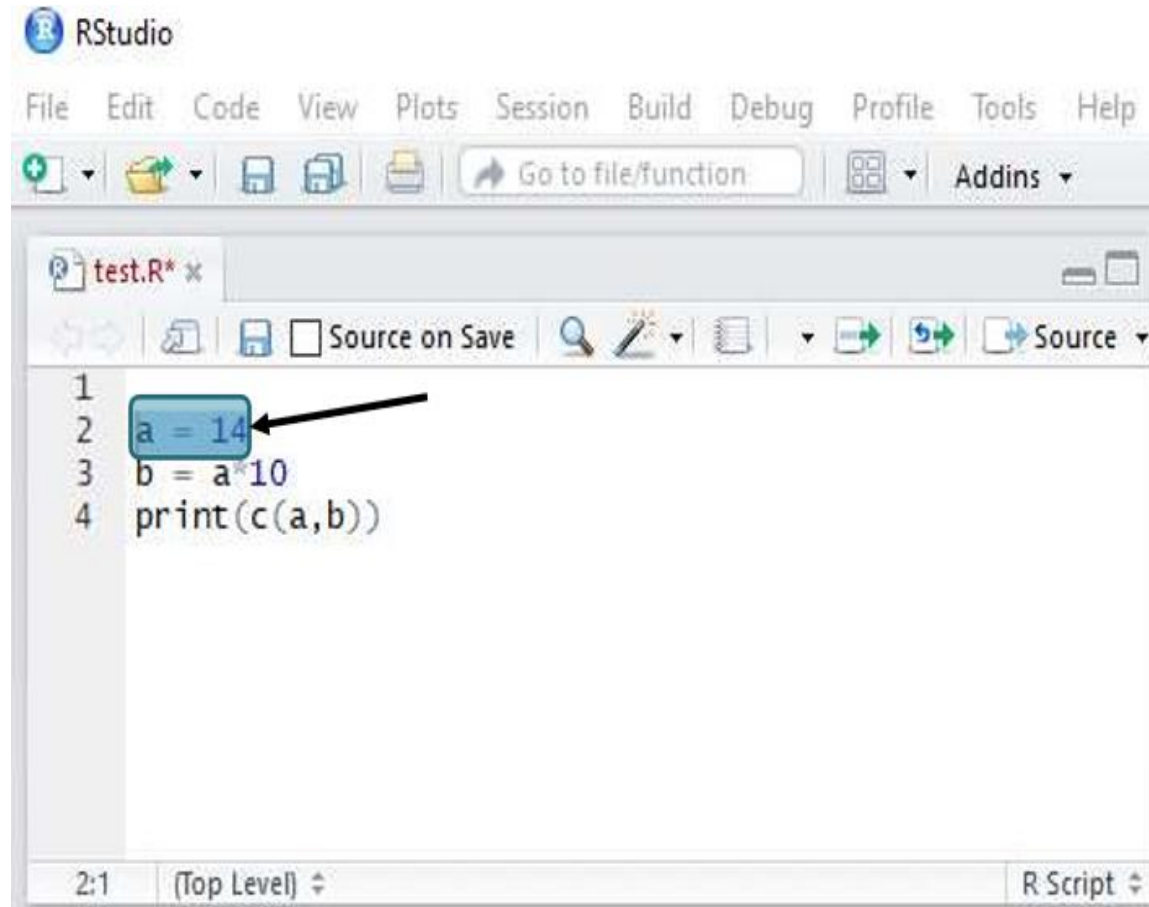 RStudio
File Edit Code View Plots Session Build Debug Profile Tools Help
Go to file/function Addins
test.R*
Source on Save Source
1
2 a = 14
3 b = a*10
4 print(c(a,b))
2:1 (Top Level) R Script